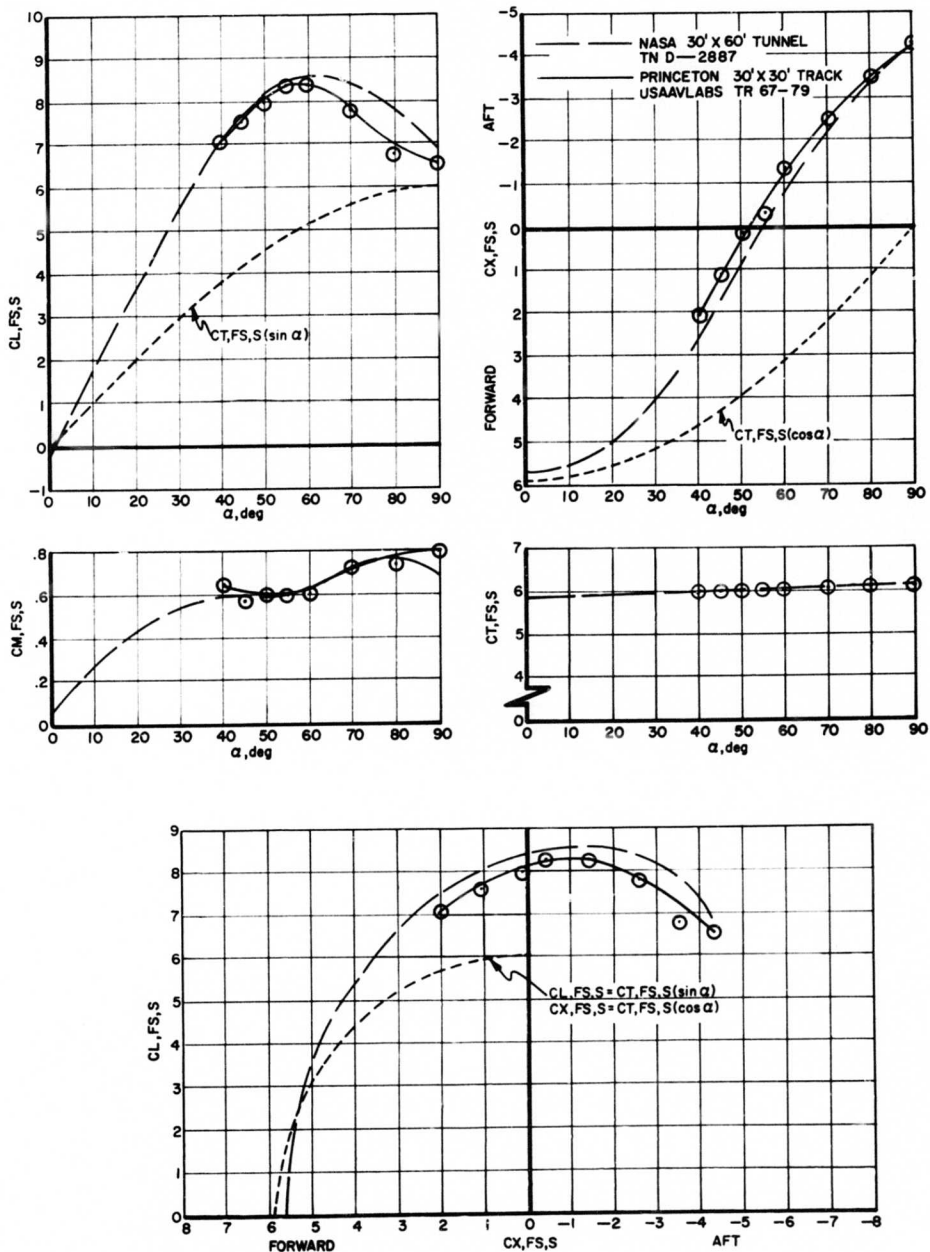 10
9
8
7
6
5
4
3
2
1
0
-1
CL,FS,S
CT,FS,S(sin α)
0 10 20 30 40 50 60 70 80 90
α,deg
-5
-4
-3
-2
-1
0
1
2
3
4
5
6
AFT
CX,FS,S
FORWARD
NASA 30' X 60' TUNNEL
TN D—2887
PRINCETON 30' X 30' TRACK
USAAVLABS TR 67-79
CT,FS,S(cos α)
0 10 20 30 40 50 60 70 80 90
α,deg
.8
.6
.4
.2
0
CM,FS,S
0 10 20 30 40 50 60 70 80 90
α,deg
7
6
5
4
0
CT,FS,S
0 10 20 30 40 50 60 70 80 90
α,deg
9
8
7
6
5
4
3
2
1
0
CL,FS,S
CL,FS,S = CT,FS,S(sin α)
CX,FS,S = CT,FS,S(cos α)
8 7 6 5 4 3 2 1 0 -1 -2 -3 -4 -5 -6 -7 -8
FORWARD CX,FS,S AFT